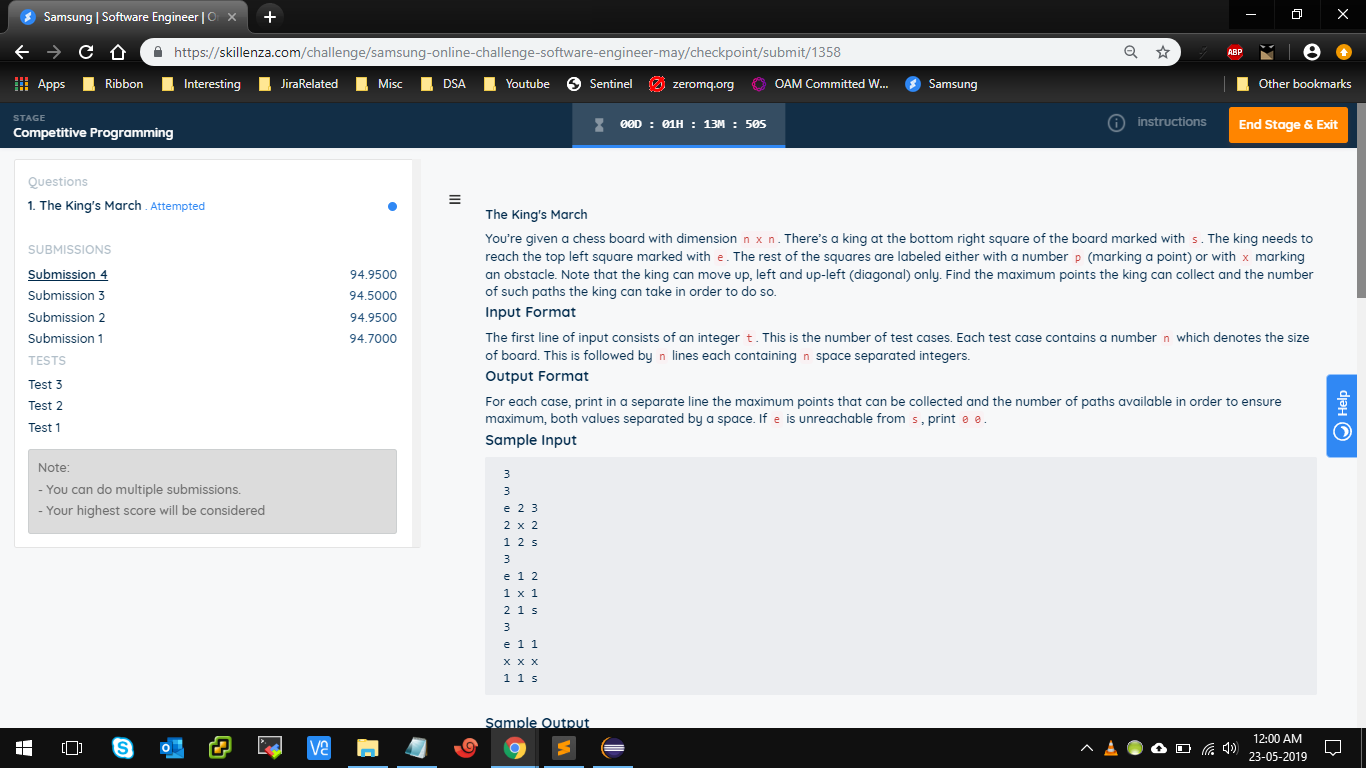 Samsung | Software Engineer | O
https://skillenza.com/challenge/samsung-online-challenge-software-engineer-may/checkpoint/submit/1358
ABP
Apps Ribbon Interesting JiraRelated Misc DSA Youtube Sentinel zeromq.org OAM Committed W... Samsung Other bookmarks
STAGE
Competitive Programming
00D : 01H : 13M : 50S
instructions
End Stage & Exit
Questions
1. The King's March . Attempted
SUBMISSIONS
Submission 4 94.9500
Submission 3 94.5000
Submission 2 94.9500
Submission 1 94.7000
TESTS
Test 3
Test 2
Test 1
Note:
- You can do multiple submissions.
- Your highest score will be considered
The King's March
You're given a chess board with dimension n x n. There's a king at the bottom right square of the board marked with s. The king needs to
reach the top left square marked with e. The rest of the squares are labeled either with a number p (marking a point) or with x marking
an obstacle. Note that the king can move up, left and up-left (diagonal) only. Find the maximum points the king can collect and the number
of such paths the king can take in order to do so.
Input Format
The first line of input consists of an integer t. This is the number of test cases. Each test case contains a number n which denotes the size
of board. This is followed by n lines each containing n space separated integers.
Output Format
For each case, print in a separate line the maximum points that can be collected and the number of paths available in order to ensure
maximum, both values separated by a space. If e is unreachable from s, print 0 0.
Sample Input
3
3
e 2 3
2 x 2
1 2 s
3
e 1 2
1 x 1
2 1 s
3
e 1 1
x x x
1 1 s
Sample Output
Help
12:00 AM
23-05-2019